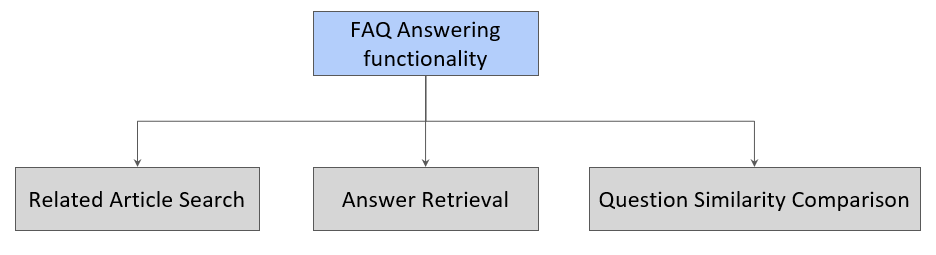 FAQ Answering
functionality
Related Article Search
Answer Retrieval
Question Similarity Comparison